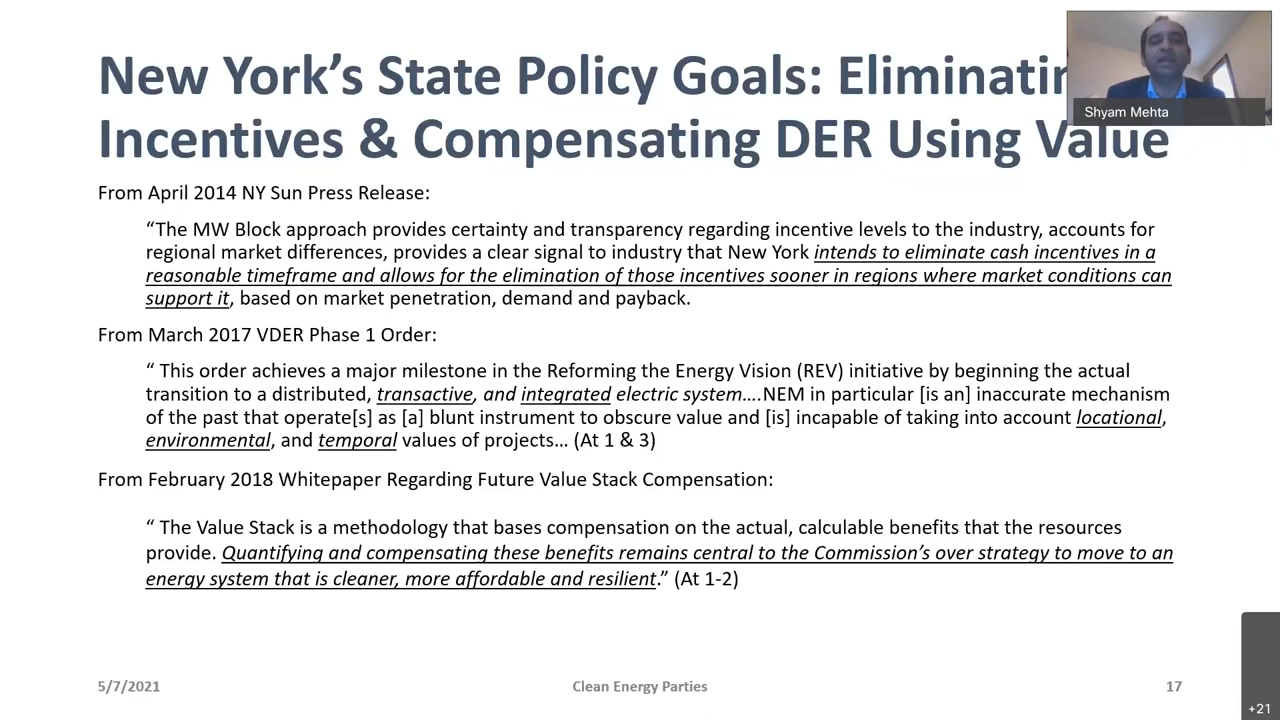 New York’s State Policy Goals: Eliminatin
Incentives & Compensating DER Using Value
Shyam Mehta
From April 2014 NY Sun Press Release:
“The MW Block approach provides certainty and transparency regarding incentive levels to the industry, accounts for
regional market differences, provides a clear signal to industry that New York intends to eliminate cash incentives in a
reasonable timeframe and allows for the elimination of those incentives sooner in regions where market conditions can
support it, based on market penetration, demand and payback.
From March 2017 VDER Phase 1 Order:
“ This order achieves a major milestone in the Reforming the Energy Vision (REV) initiative by beginning the actual
transition to a distributed, transactive, and integrated electric system….NEM in particular [is an] inaccurate mechanism
of the past that operate[s] as [a] blunt instrument to obscure value and [is] incapable of taking into account locational,
environmental, and temporal values of projects… (At 1 & 3)
From February 2018 Whitepaper Regarding Future Value Stack Compensation:
“ The Value Stack is a methodology that bases compensation on the actual, calculable benefits that the resources
provide. Quantifying and compensating these benefits remains central to the Commission’s over strategy to move to an
energy system that is cleaner, more affordable and resilient.” (At 1-2)
5/7/2021
Clean Energy Parties
17
+21